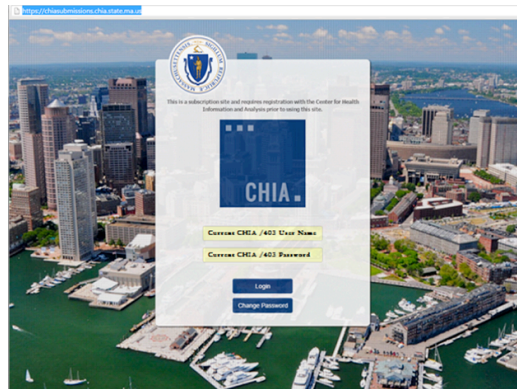 https://chiasubmissions.chia.state.ma.us
This is a subscription site and requires registration with the Center for Health
Information and Analysis prior to using this site.
CHIA
Current CHIA /403 User Name
Current CHIA /403 Password
Login
Change Password